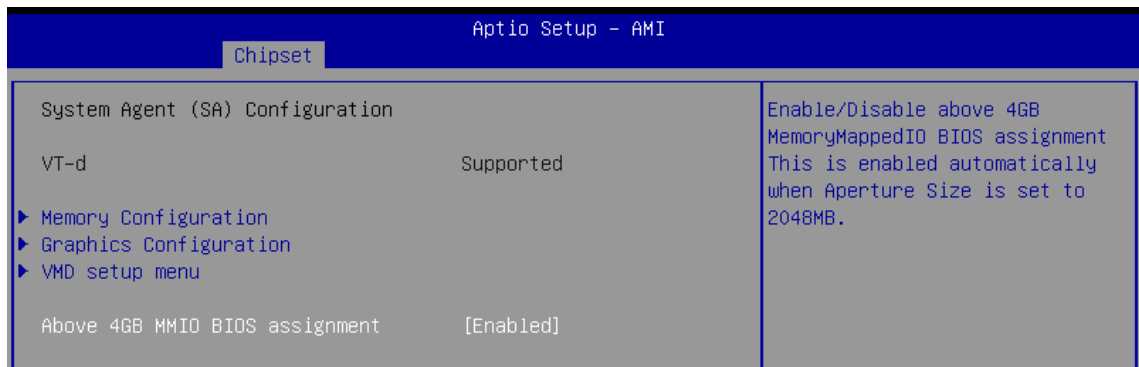 Aptio Setup – AMI
Chipset
System Agent (SA) Configuration
VT-d Supported
Memory Configuration
Graphics Configuration
VMD setup menu
Above 4GB MMIO BIOS assignment [Enabled]
Enable/Disable above 4GB
MemoryMappedIO BIOS assignment
This is enabled automatically
when Aperture Size is set to
2048MB.